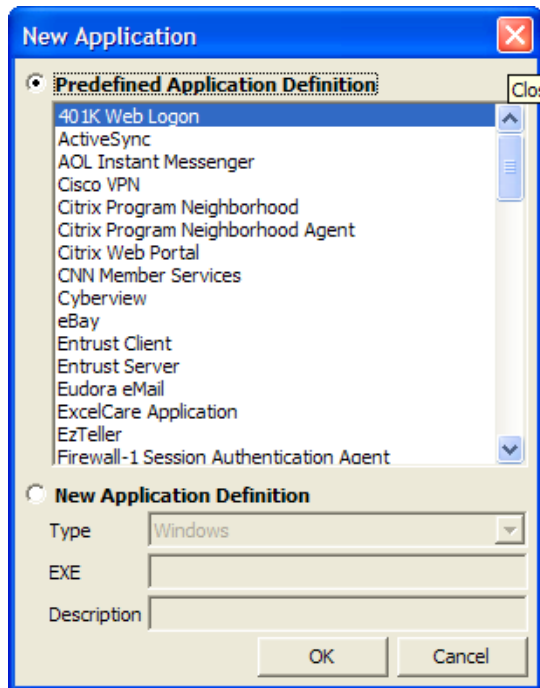 New Application
Predefined Application Definition
Clos
401K Web Logon
ActiveSync
AOL Instant Messenger
Cisco VPN
Citrix Program Neighborhood
Citrix Program Neighborhood Agent
Citrix Web Portal
CNN Member Services
Cyberview
eBay
Entrust Client
Entrust Server
Eudora eMail
ExcelCare Application
EzTeller
Firewall-1 Session Authentication Agent
New Application Definition
Type Windows
EXE
Description
OK Cancel